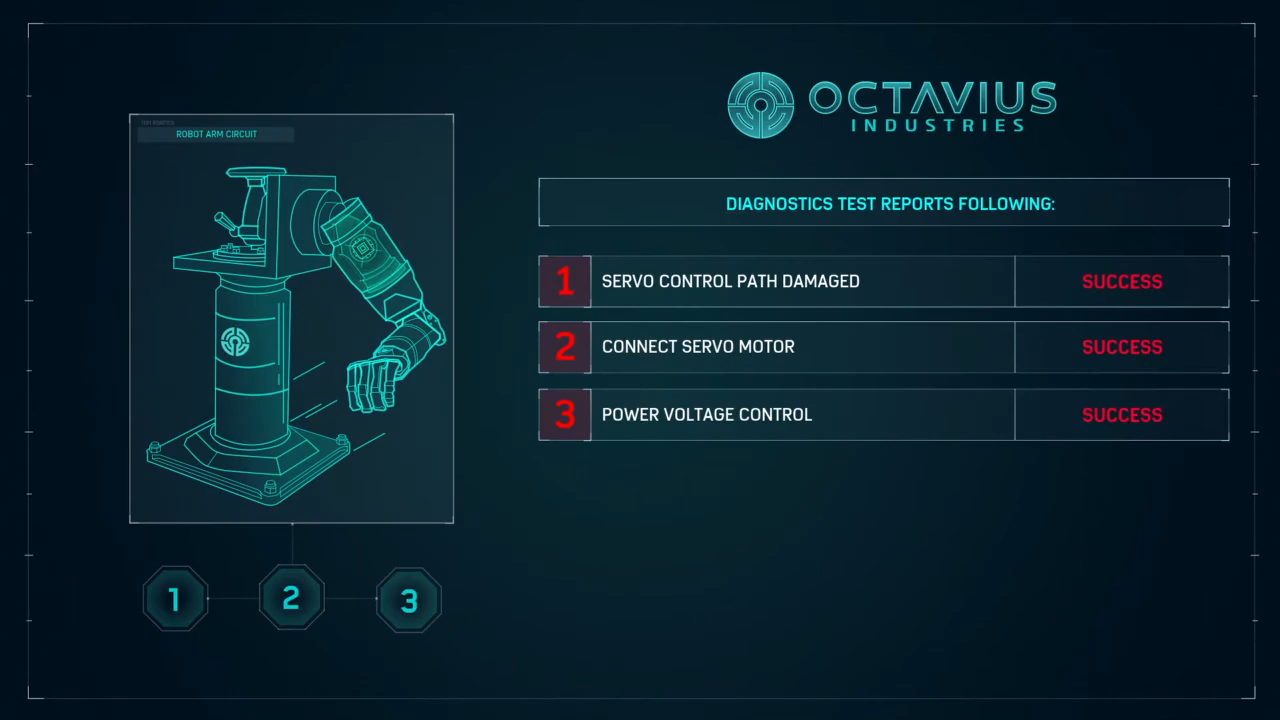 OCTAVIUS
INDUSTRIES
ROBOT ARM CIRCUIT
DIAGNOSTICS TEST REPORTS FOLLOWING:
1 SERVO CONTROL PATH DAMAGED SUCCESS
2 CONNECT SERVO MOTOR SUCCESS
3 POWER VOLTAGE CONTROL SUCCESS
1 2 3